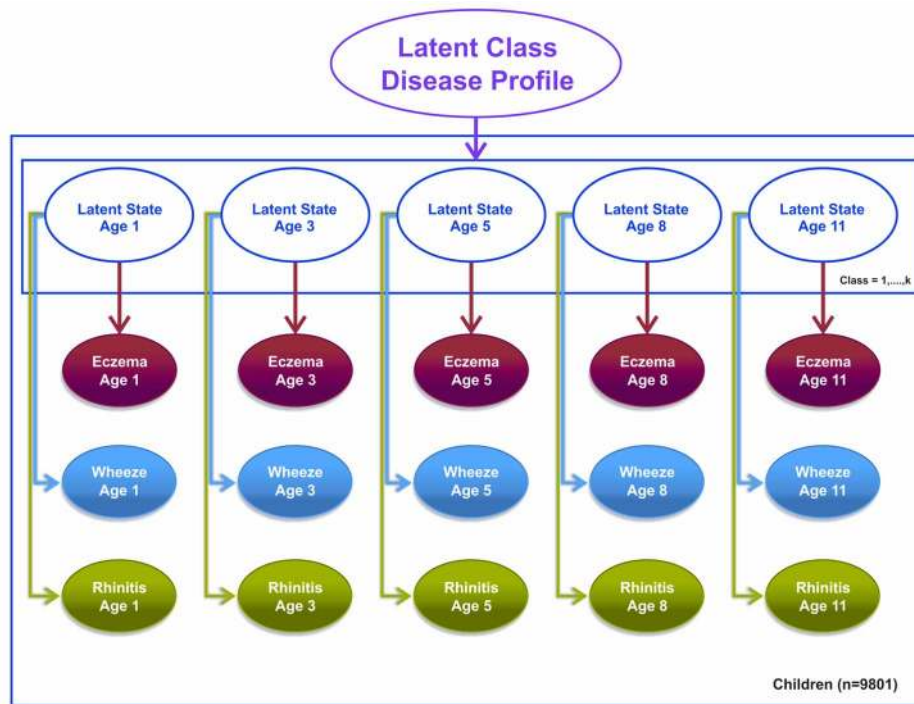 Latent Class
Disease Profile
Latent State
Age 1
Latent State
Age 3
Latent State
Age 5
Latent State
Age 8
Latent State
Age 11
Class = 1,....,k
Eczema
Age 1
Eczema
Age 3
Eczema
Age 5
Eczema
Age 8
Eczema
Age 11
Wheeze
Age 1
Wheeze
Age 3
Wheeze
Age 5
Wheeze
Age 8
Wheeze
Age 11
Rhinitis
Age 1
Rhinitis
Age 3
Rhinitis
Age 5
Rhinitis
Age 8
Rhinitis
Age 11
Children (n=9801)